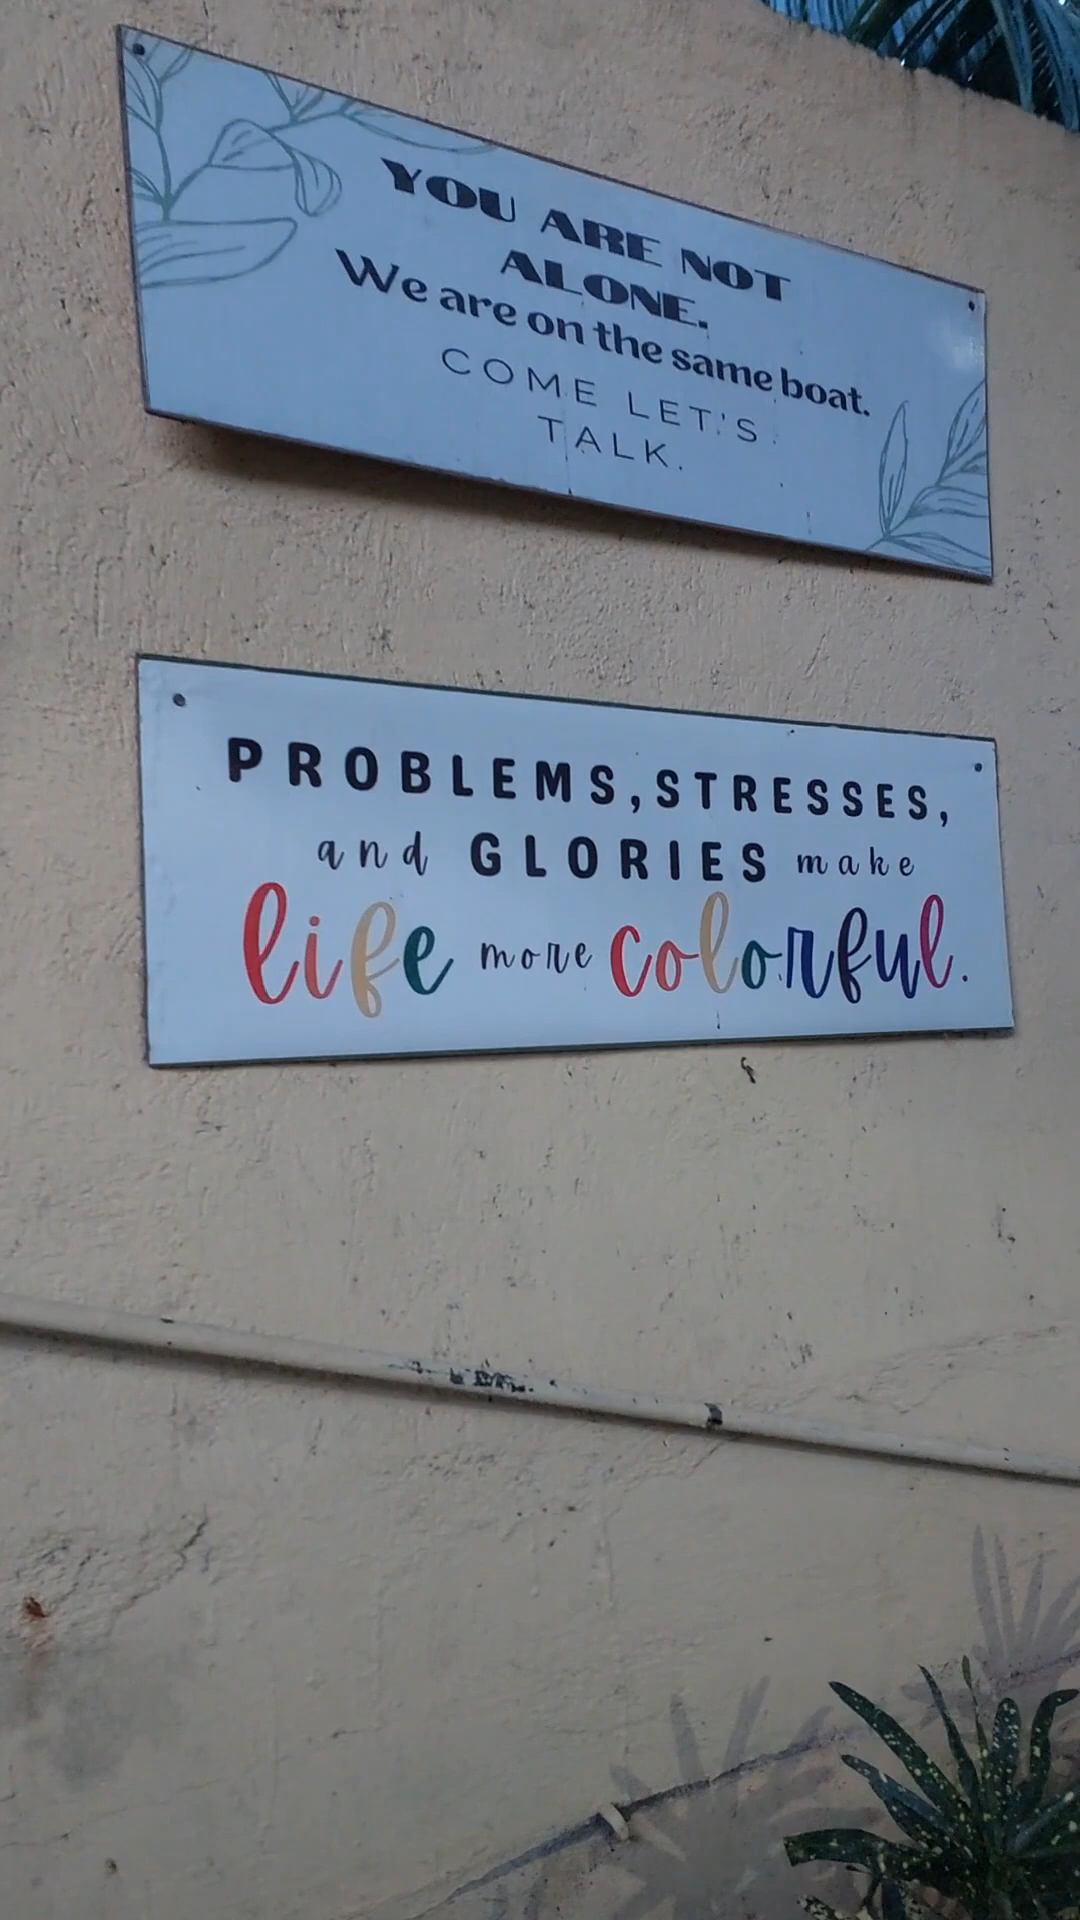 YOU ARE NOT
ALONE.
We are on the same boat.
COME LET'S
TALK.
PROBLEMS, STRESSES,
and GLORIES make
life more colorful.